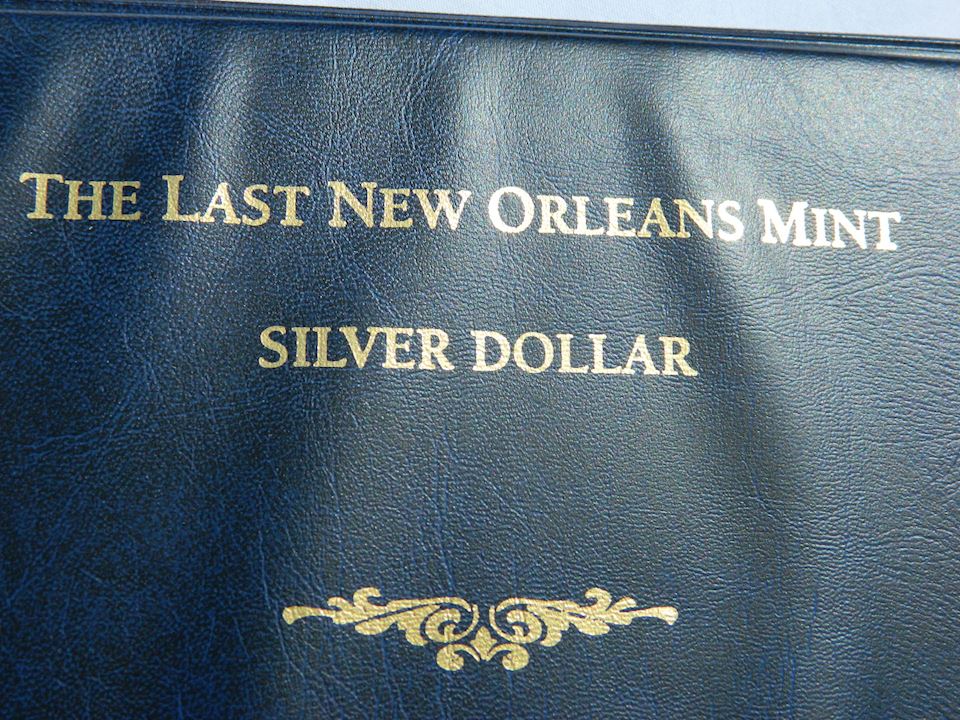 The Last New Orleans Mint
SILVER DOLLAR